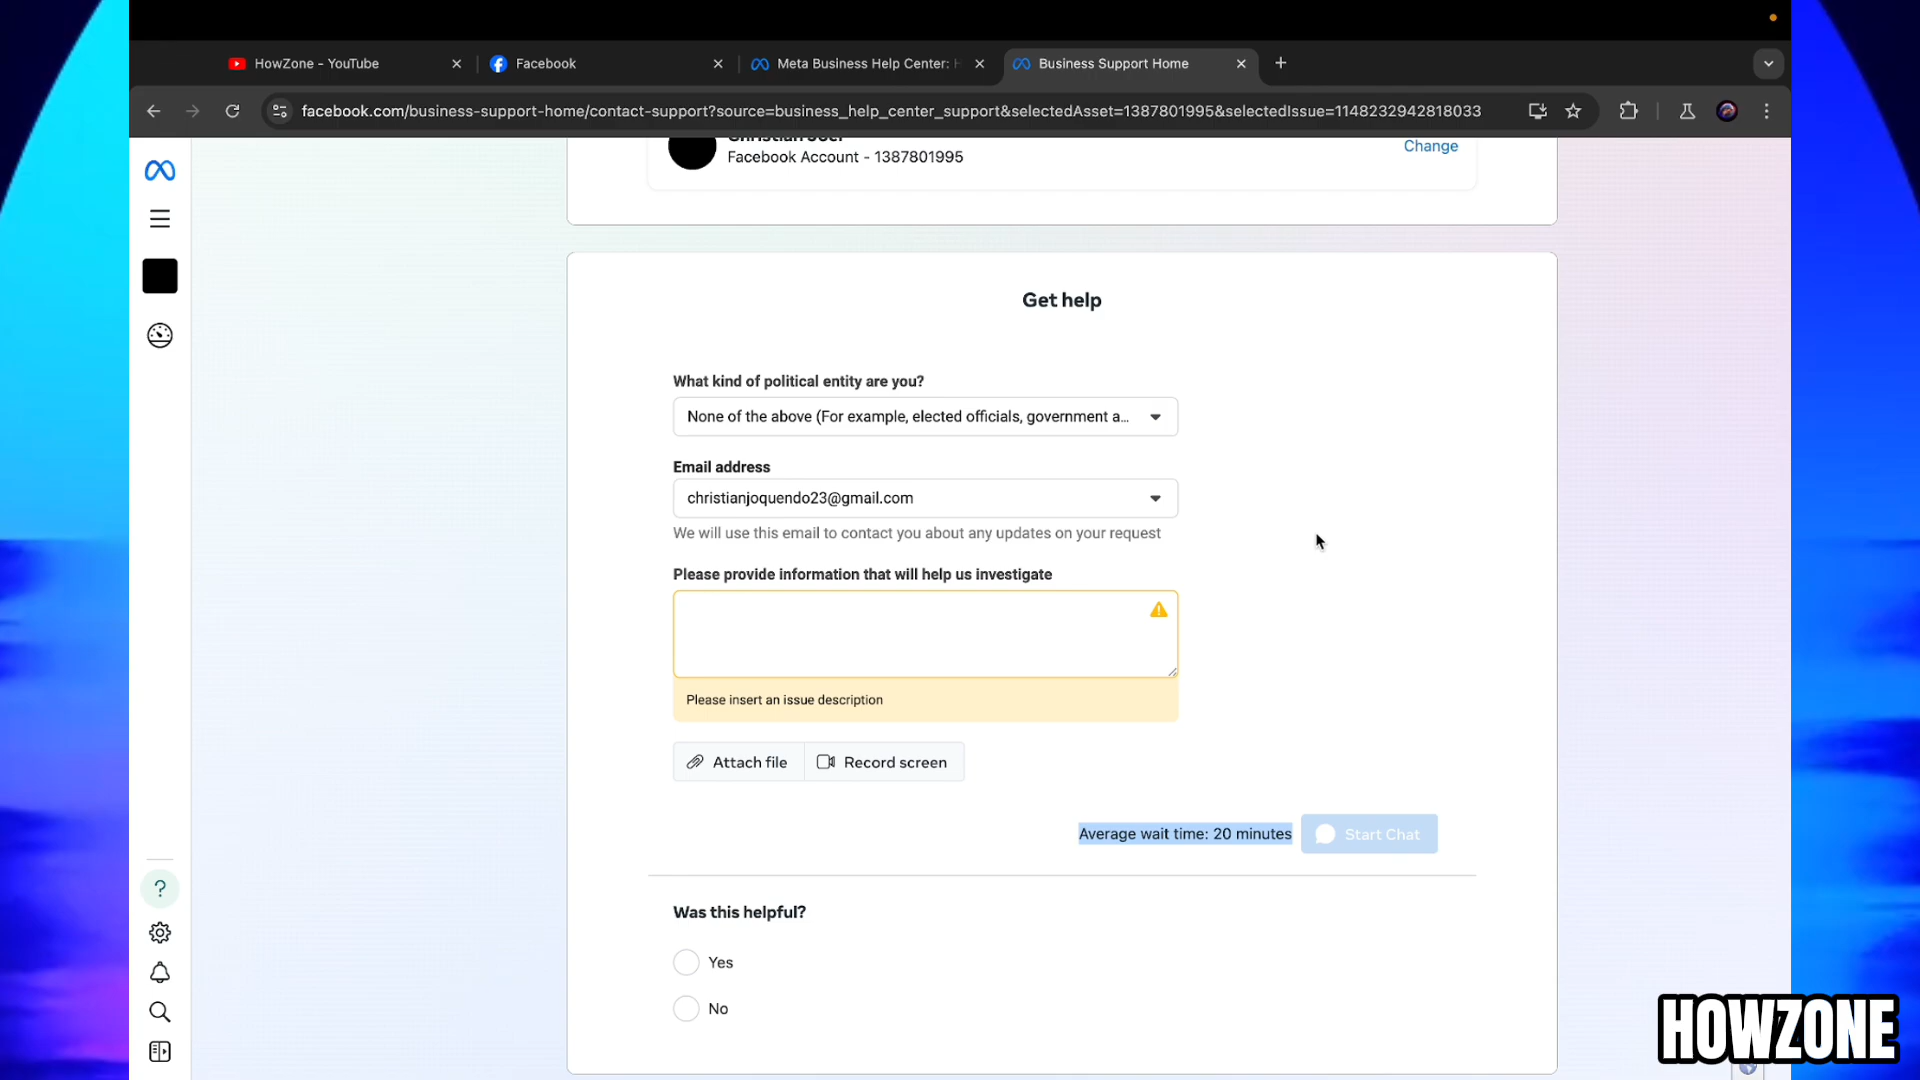 HowZone - YouTube
Facebook
Meta Business Help Center:
Business Support Home
facebook.com/business-support-home/contact-support?source=business_help_center_support&selectedAsset=1387801995&selectedIssue=1148232942818033
Facebook Account - 1387801995
Change
Get help
What kind of political entity are you?
None of the above (For example, elected officials, government a...
Email address
christianjoquendo23@gmail.com
We will use this email to contact you about any updates on your request
Please provide information that will help us investigate
Please insert an issue description
Attach file
Record screen
Average wait time: 20 minutes
Start Chat
Was this helpful?
Yes
No
HOWZONE